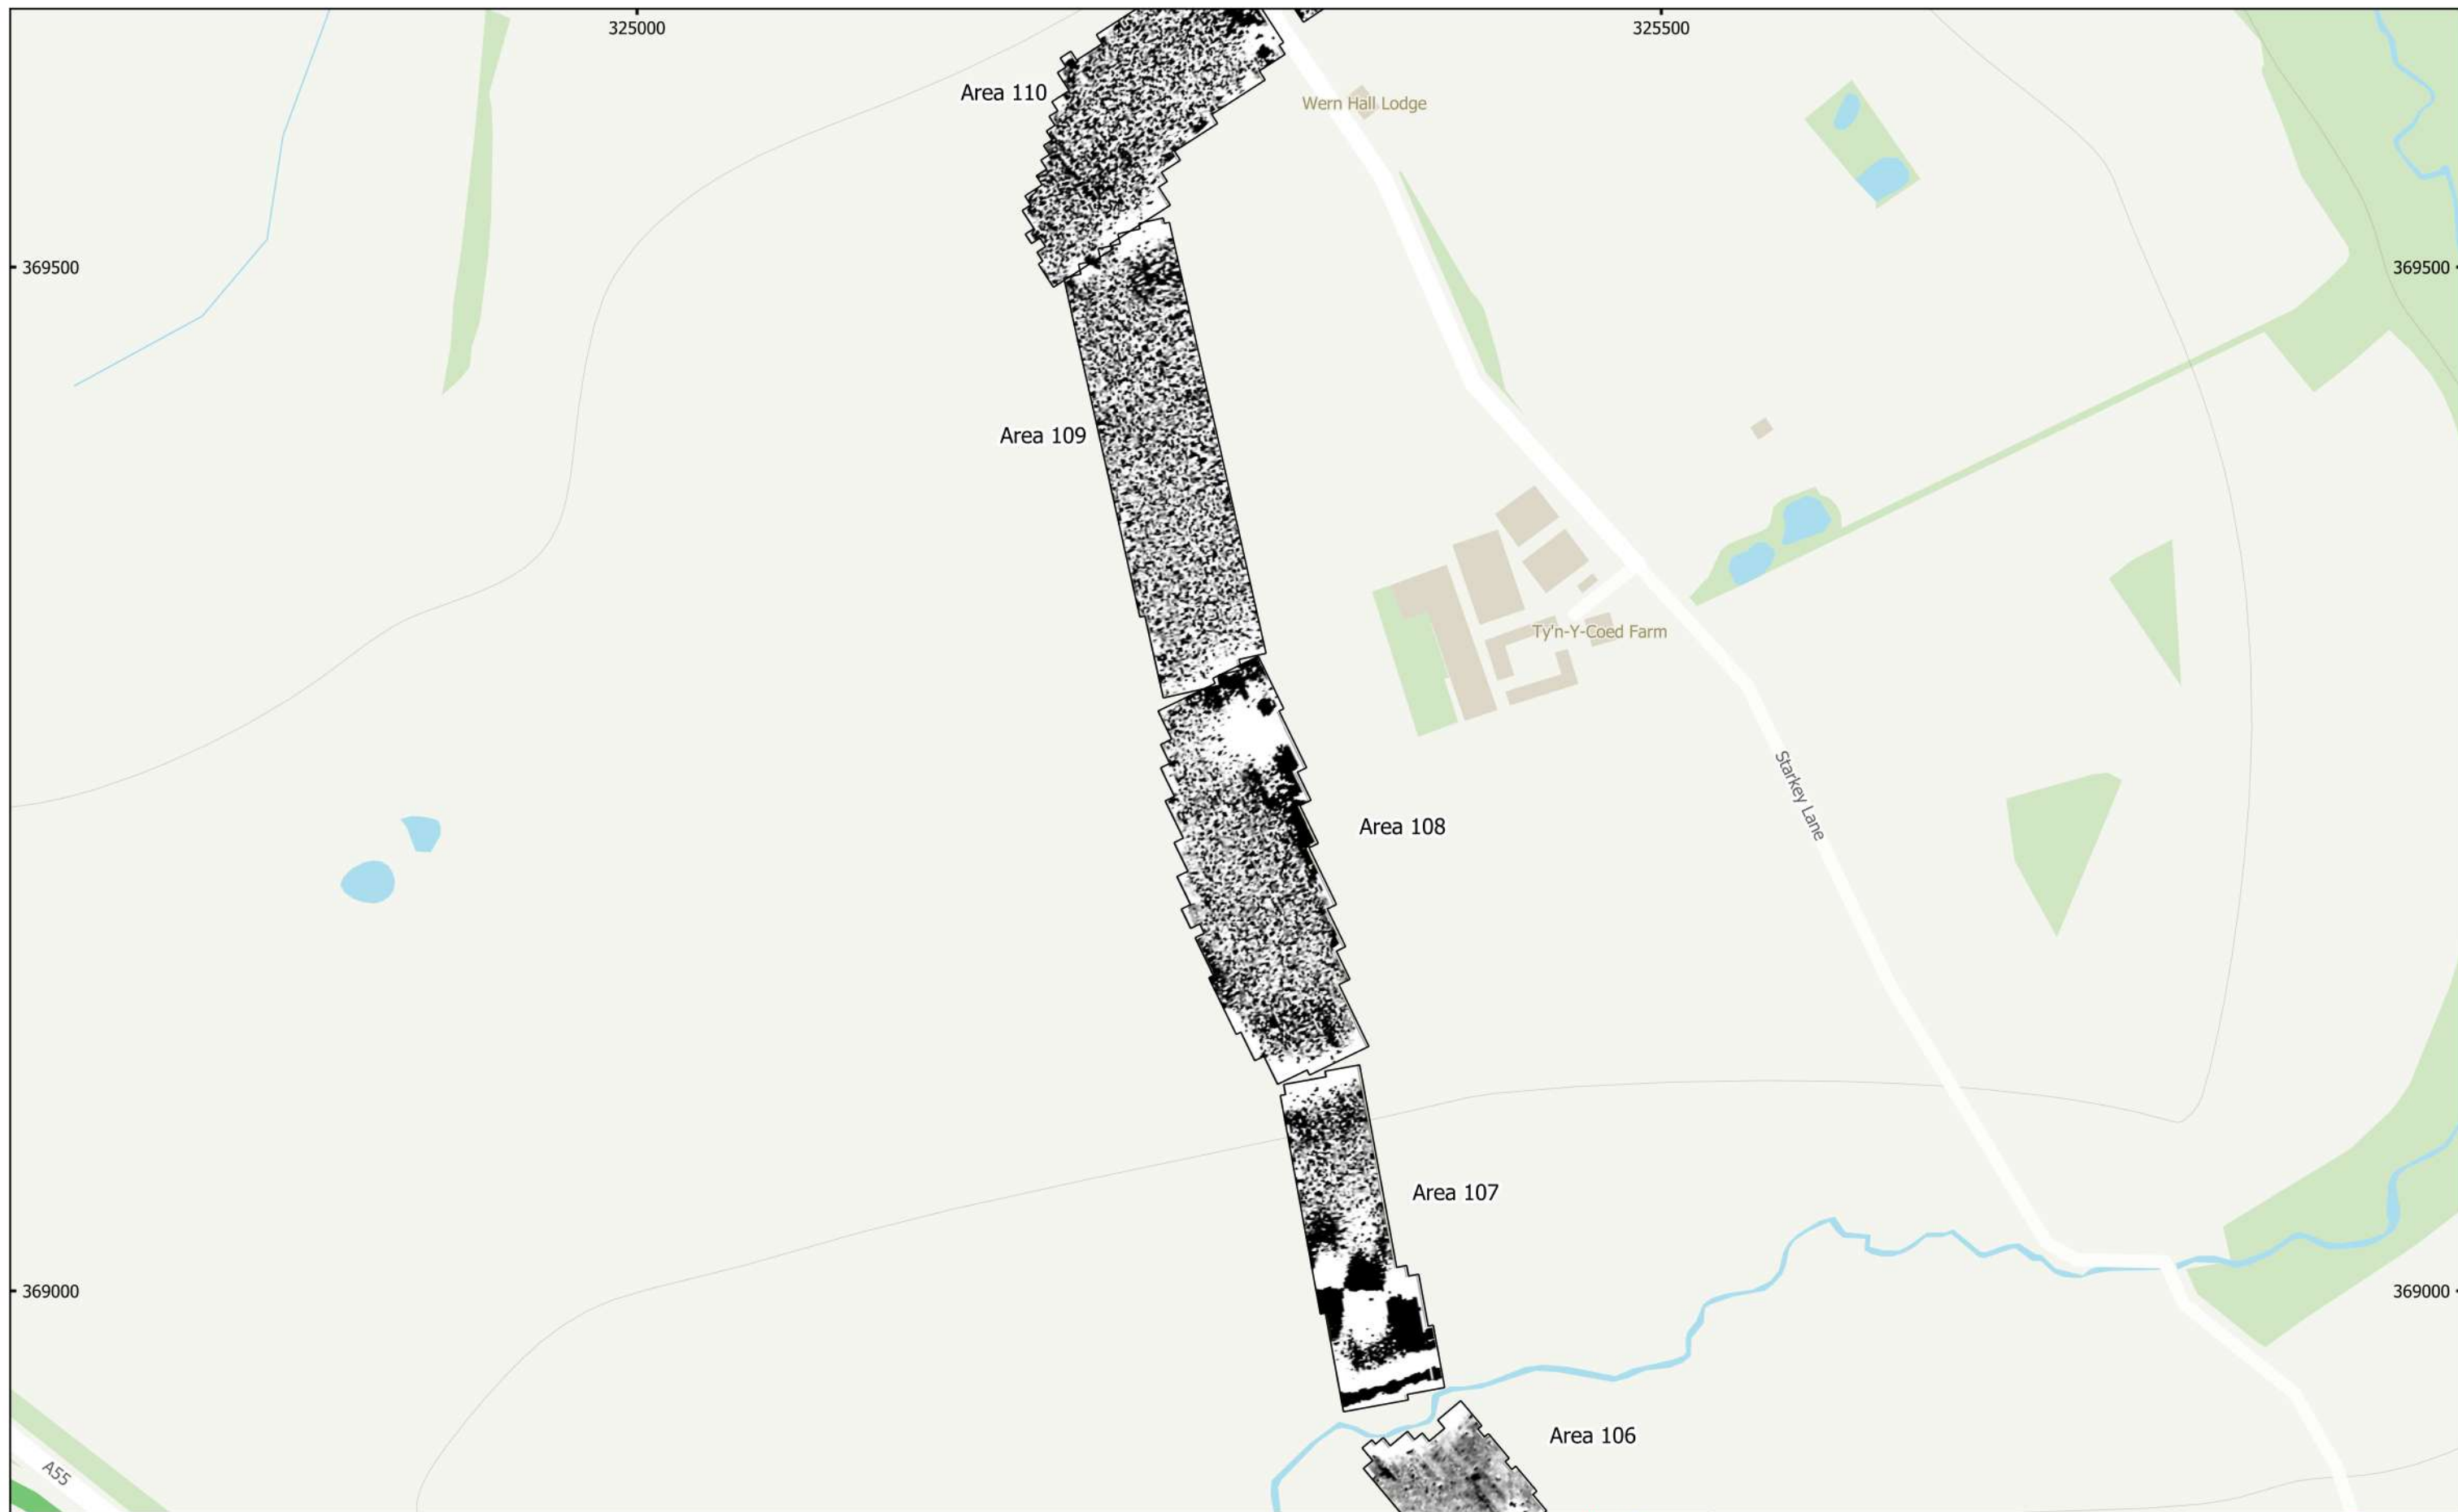 325000
325500
Area 110
Wern Hall Lodge
369500
369500
Area 109
Ty'n-Y-Coed Farm
Starkey Lane
Area 108
Area 107
369000
369000
Area 106
A55